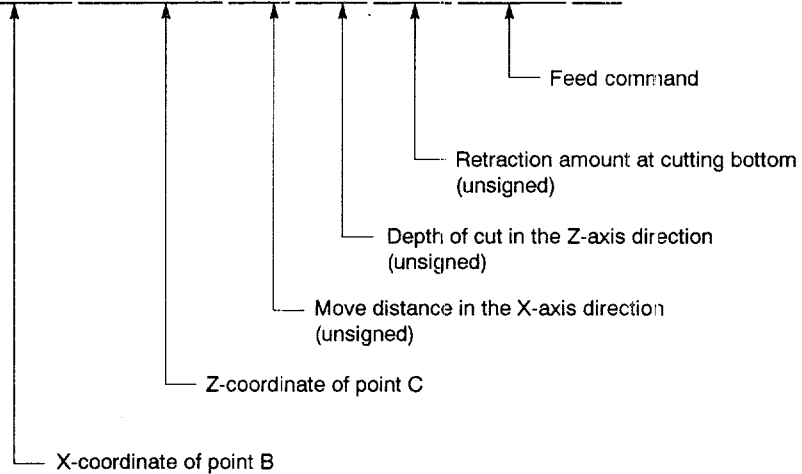 Feed command
Retraction amount at cutting bottom
(unsigned)
Depth of cut in the Z-axis direction
(unsigned)
Move distance in the X-axis direction
(unsigned)
Z-coordinate of point C
X-coordinate of point B